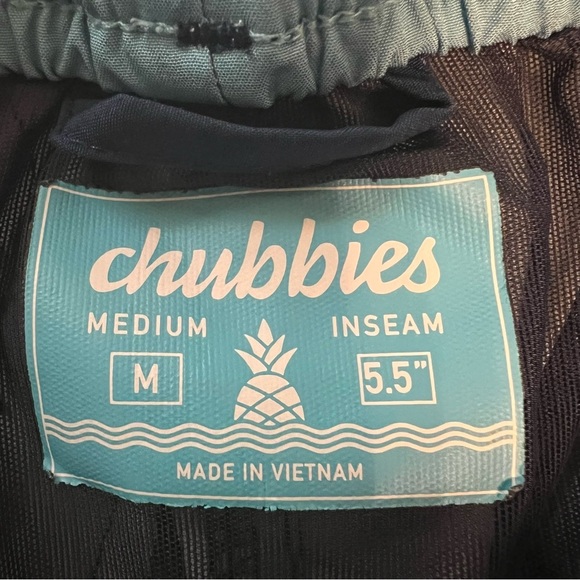 chubbies
MEDIUM INSEAM
M 5.5"
MADE IN VIETNAM